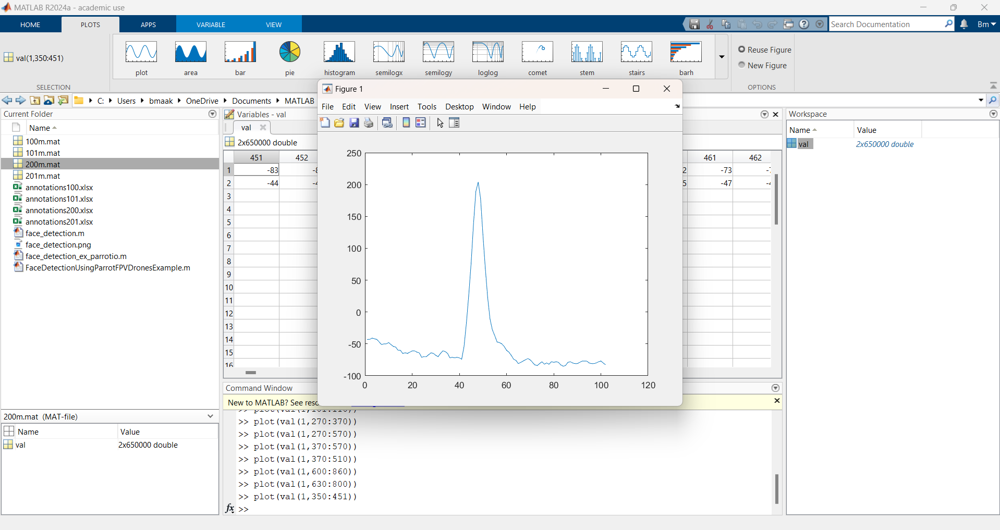 MATLAB R2024a - academic use
HOME PLOTS APPS VARIABLE VIEW
Search Documentation
Bm
val(1,350:451)
plot area bar pie histogram semilogx semilogy loglog comet stem stairs barh
Reuse Figure
New Figure
SELECTION
OPTIONS
C: Users bmaak OneDrive Documents MATLAB
Current Folder
Name
100m.mat
101m.mat
200m.mat
201m.mat
annotations100.xlsx
annotations101.xlsx
annotations200.xlsx
annotations201.xlsx
face_detection.m
face_detection.png
face_detection_ex_parrotio.m
FaceDetectionUsingParrotFPVDronesExample.m
200m.mat (MAT-file)
Name Value
val 2x650000 double
Variables - val
val
2x650000 double
451 452 461 462
1 -83 -73
2 -44 -47
3
4
5
6
7
8
9
10
11
12
13
14
15
16
Figure 1
File Edit View Insert Tools Desktop Window Help
250
200
150
100
50
0
-50
-100
0 20 40 60 80 100 120
Command Window
New to MATLAB? See
>> plot(val(1,270:370))
>> plot(val(1,270:570))
>> plot(val(1,370:570))
>> plot(val(1,370:510))
>> plot(val(1,600:860))
>> plot(val(1,630:800))
>> plot(val(1,350:451))
fx >>
Workspace
Name Value
val 2x650000 double